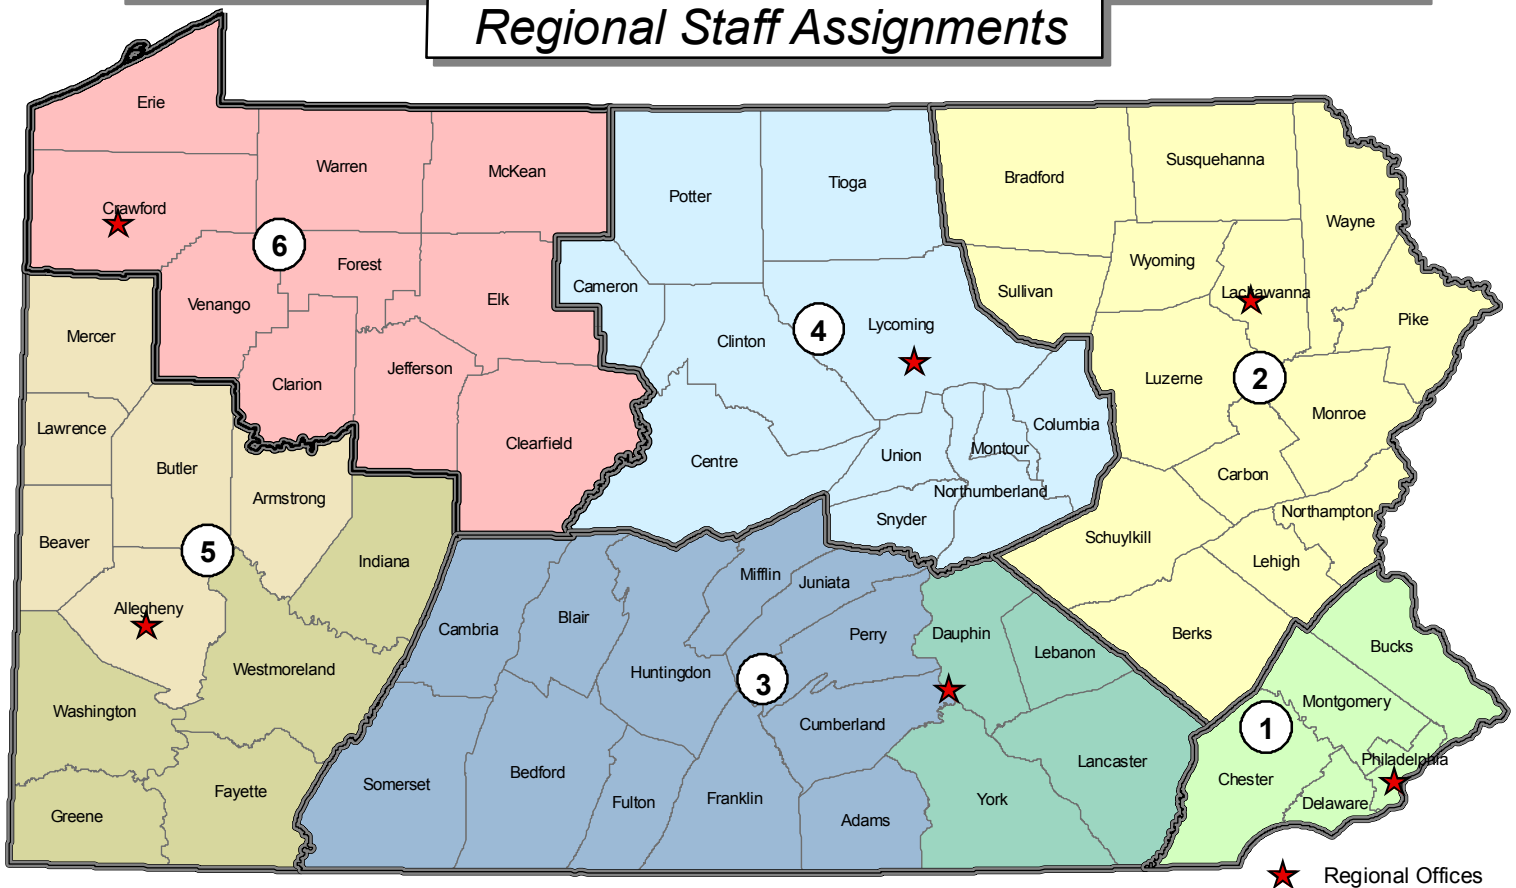 Regional Staff Assignments
Erie
Warren
McKean
Crawford
6
Forest
Venango
Elk
Clarion
Jefferson
Clearfield
Potter
Tioga
Cameron
4
Lycoming
Clinton
Columbia
Centre
Union
Montour
Northumberland
Snyder
Bradford
Susquehanna
Wayne
Wyoming
Sullivan
Lackawanna
Pike
Luzerne
2
Monroe
Carbon
Northampton
Schuylkill
Lehigh
Berks
Mercer
Lawrence
Butler
Armstrong
Beaver
5
Indiana
Allegheny
Westmoreland
Washington
Fayette
Greene
Mifflin
Juniata
Cambria
Blair
Perry
Huntingdon
3
Cumberland
Somerset
Bedford
Fulton
Franklin
Adams
Dauphin
Lebanon
Lancaster
York
Bucks
Montgomery
1
Chester
Philadelphia
Delaware
Regional Offices